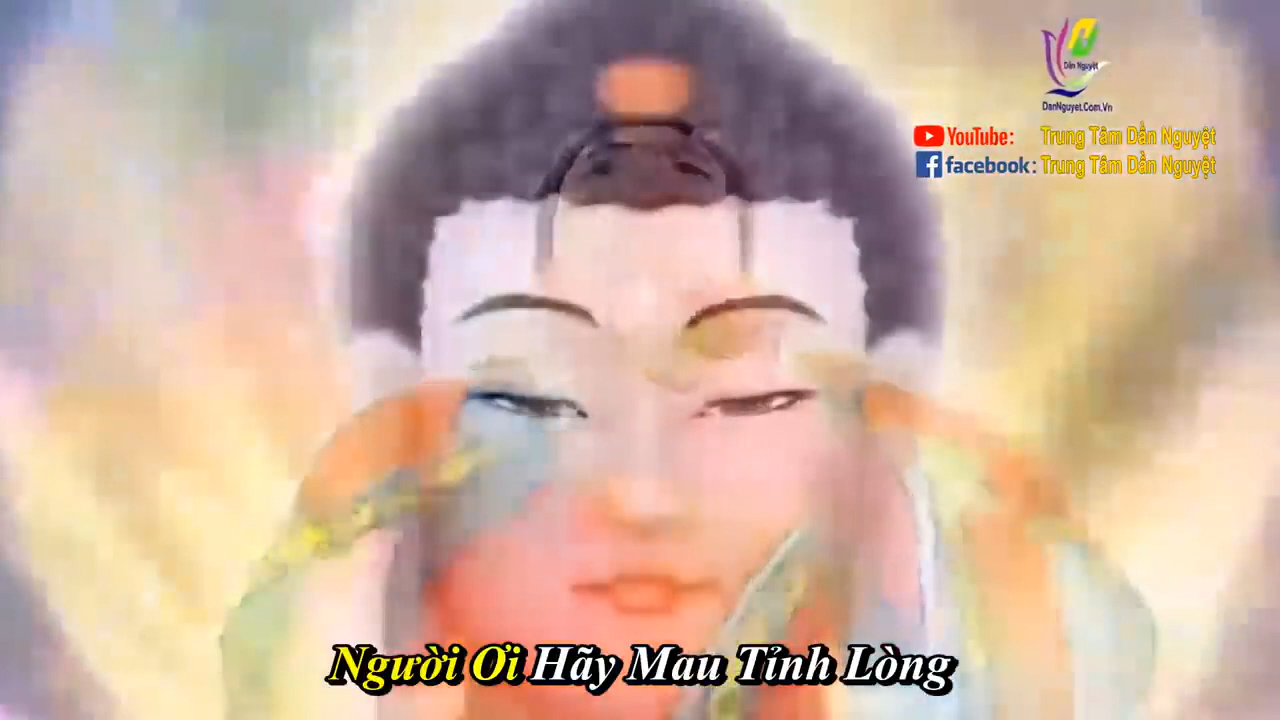 Dần Nguyệt
DanNguyet.Com.Vn
YouTube: Trung Tâm Dần Nguyệt
facebook: Trung Tâm Dần Nguyệt
Người Ơi Hãy Mau Tỉnh Lòng